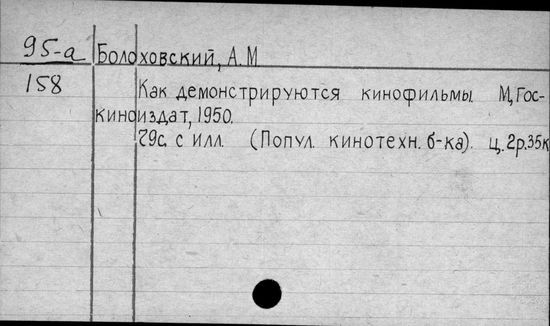 95-а Болоховский, А. М
158 Как демонстрируются кинофильмы. М, Гос-
киноиздат, 1950.
79с. с илл. (Попул. кинотехн. б-ка). ц. 2р. 35к